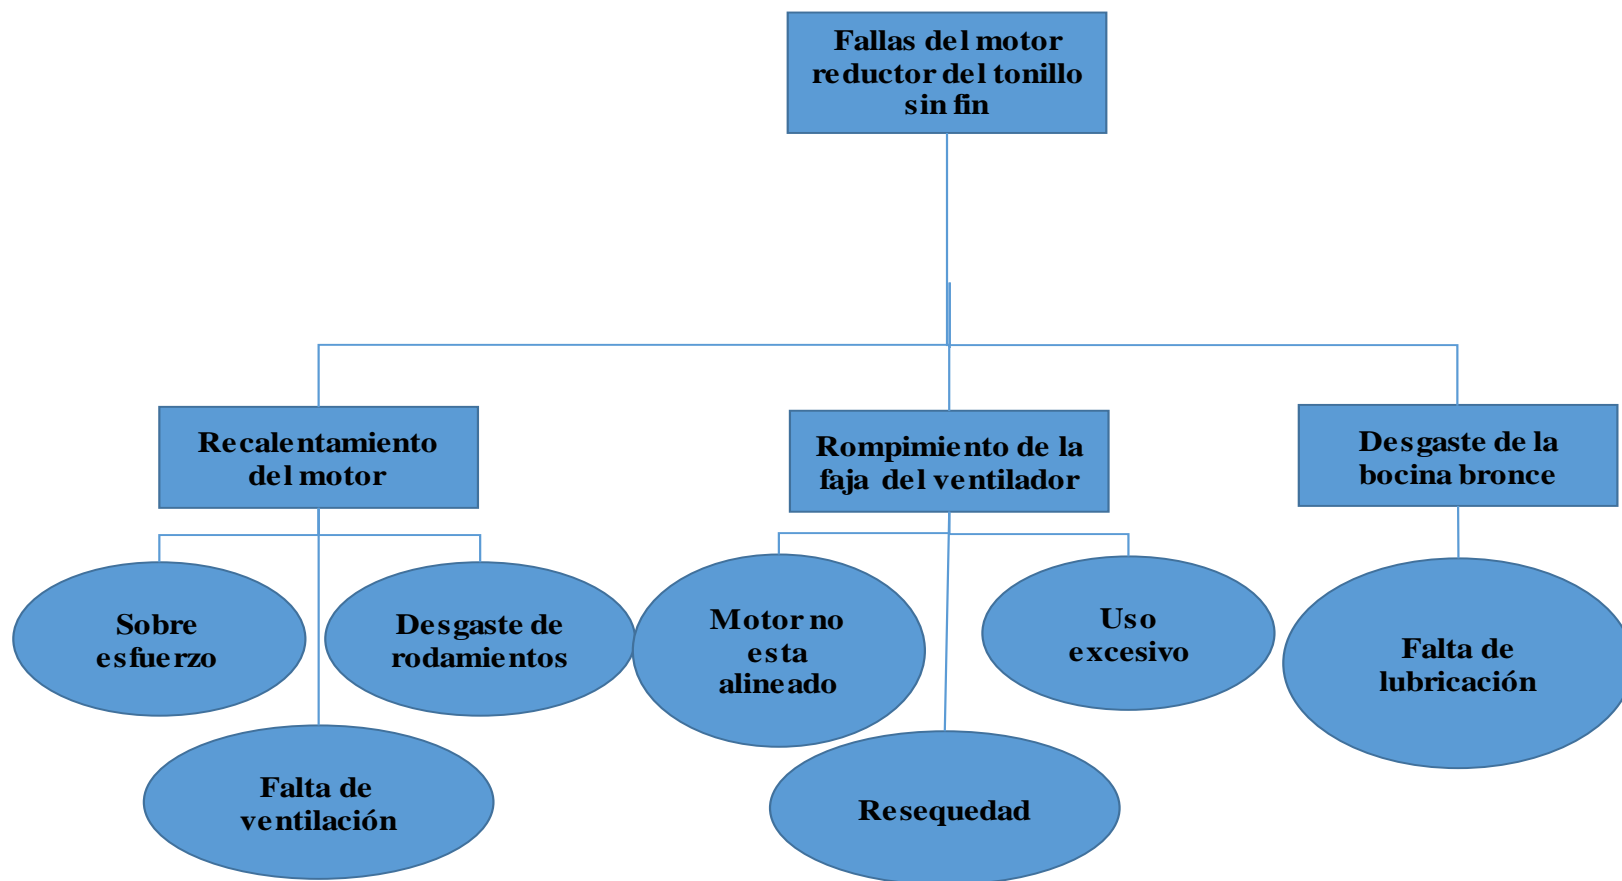 Fallas del motor
reductor del tonillo
sin fin
Recalentamiento
del motor
Rompimiento de la
faja del ventilador
Desgaste de la
bocina bronce
Sobre
esfuerzo
Desgaste de
rodamientos
Falta de
ventilación
Motor no
esta
alineado
Uso
excesivo
Resequedad
Falta de
lubricación